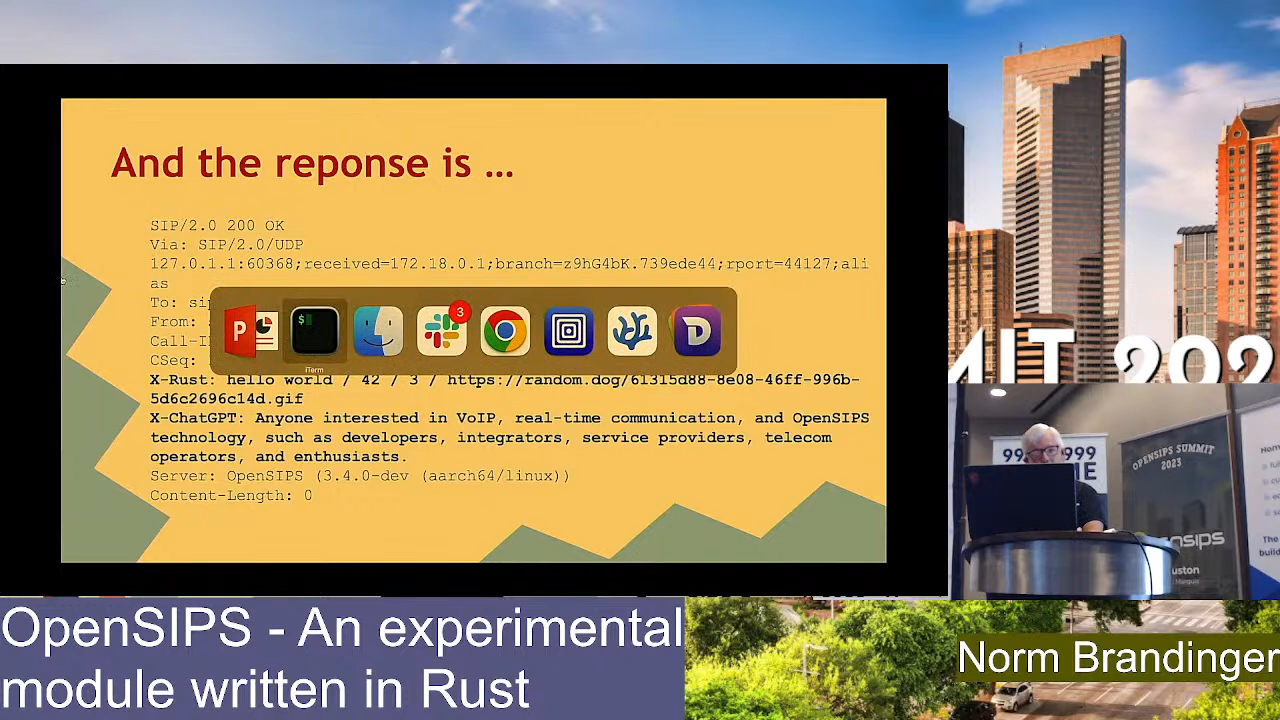 And the reponse is …
SIP/2.0 200 OK
Via: SIP/2.0/UDP
127.0.1.1:60368;received=172.18.0.1;branch=z9hG4bK.739ede44;rport=44127;ali
as
To:
From:
CSeq:
iTerm
3
X-Rust: hello world / 42 / 3 / https://random.dog/61315d88-8e08-46ff-996b-
5d6c2696c14d.gif
X-ChatGPT: Anyone interested in VoIP, real-time communication, and OpenSIPS
technology, such as developers, integrators, service providers, telecom
operators, and enthusiasts.
Server: OpenSIPS (3.4.0-dev (aarch64/linux))
Content-Length: 0
MIT 202
OPENSIPS SUMMIT
2023
OpenSIPS - An experimental
module written in Rust
Norm Brandinger